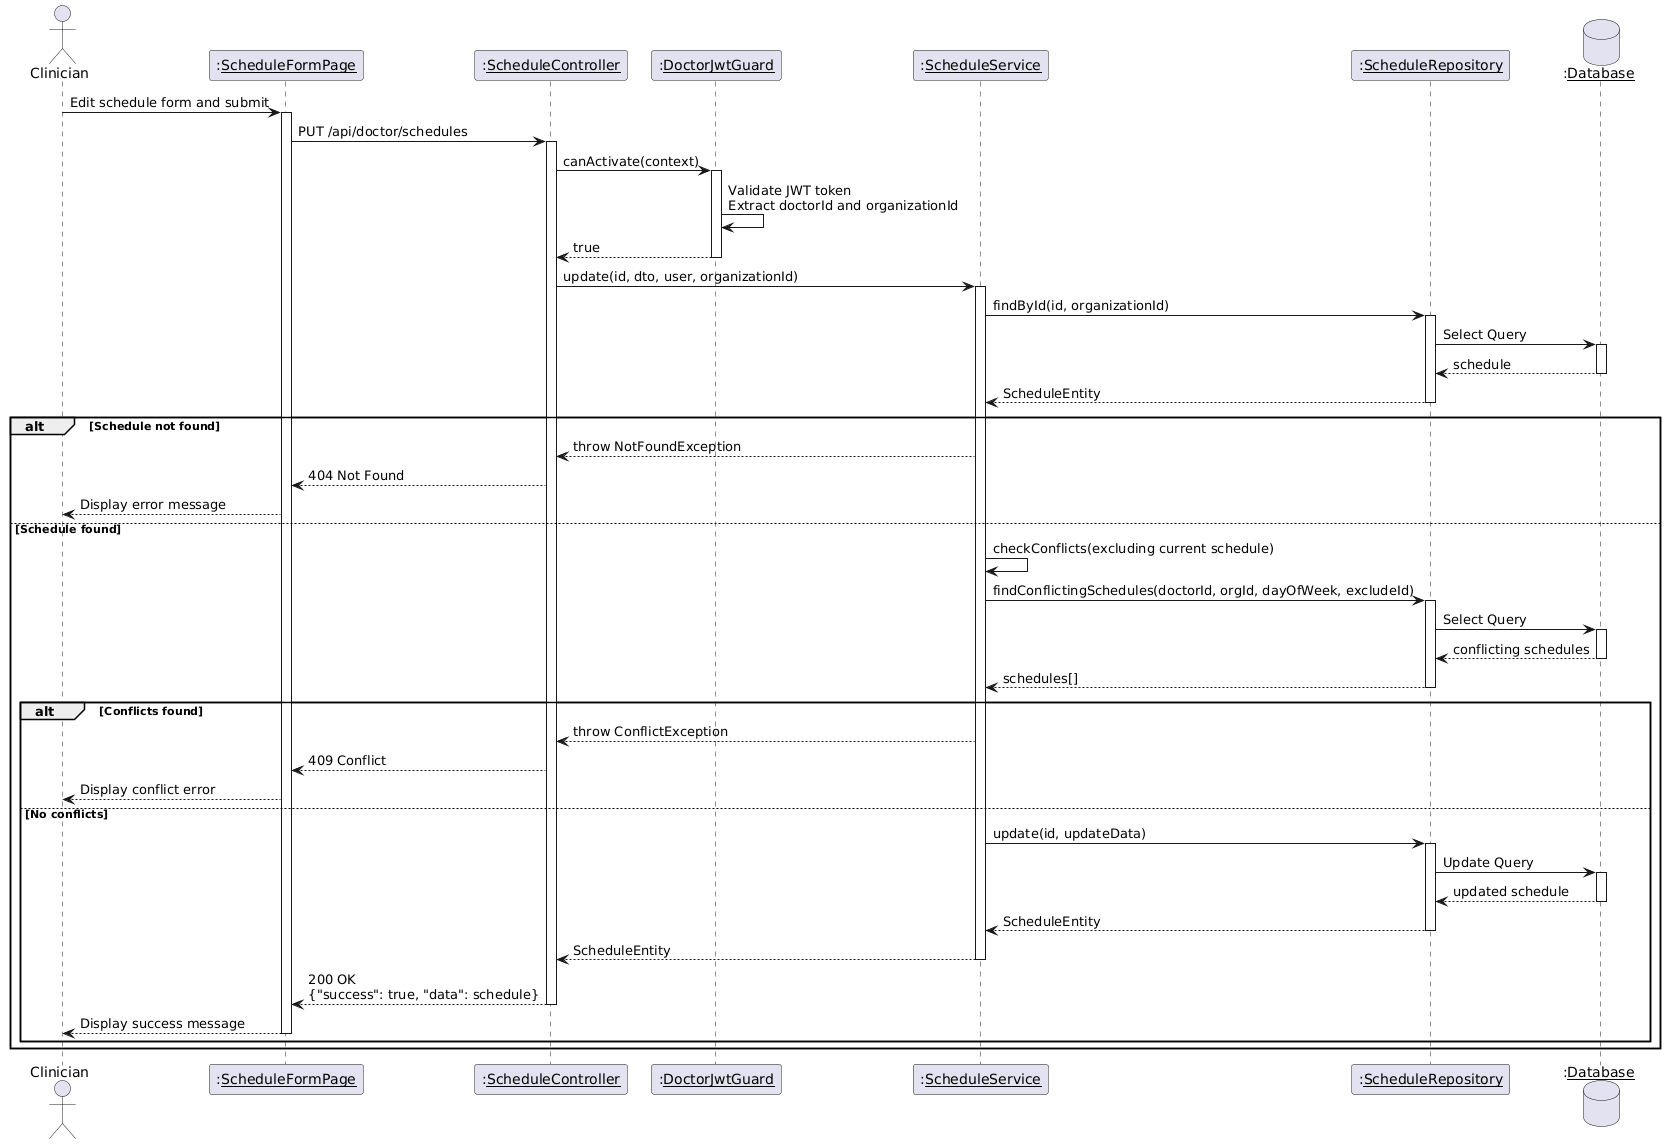 Clinician
:ScheduleFormPage
:ScheduleController
:DoctorJwtGuard
:ScheduleService
:ScheduleRepository
:Database
Edit schedule form and submit
PUT /api/doctor/schedules
canActivate(context)
Validate JWT token
Extract doctorId and organizationId
true
update(id, dto, user, organizationId)
findById(id, organizationId)
Select Query
schedule
ScheduleEntity
alt [Schedule not found]
throw NotFoundException
404 Not Found
Display error message
[Schedule found]
checkConflicts(excluding current schedule)
findConflictingSchedules(doctorId, orgId, dayOfWeek, excludeId)
Select Query
conflicting schedules
schedules[]
alt [Conflicts found]
throw ConflictException
409 Conflict
Display conflict error
[No conflicts]
update(id, updateData)
Update Query
updated schedule
ScheduleEntity
ScheduleEntity
200 OK
{"success": true, "data": schedule}
Display success message
Clinician
:ScheduleFormPage
:ScheduleController
:DoctorJwtGuard
:ScheduleService
:ScheduleRepository
:Database